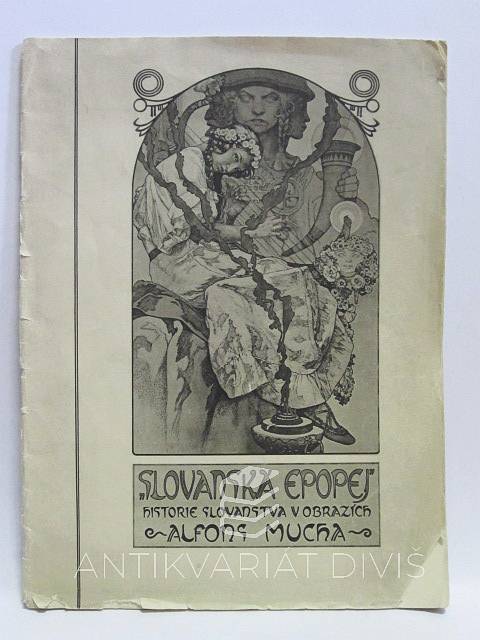 „SLOVANSKÁ EPOPEJ"
HISTORIE SLOVANSTVA V OBRAZÍCH
ALFONS MUCHA
ANTIKVARIÁT DIVIŠ